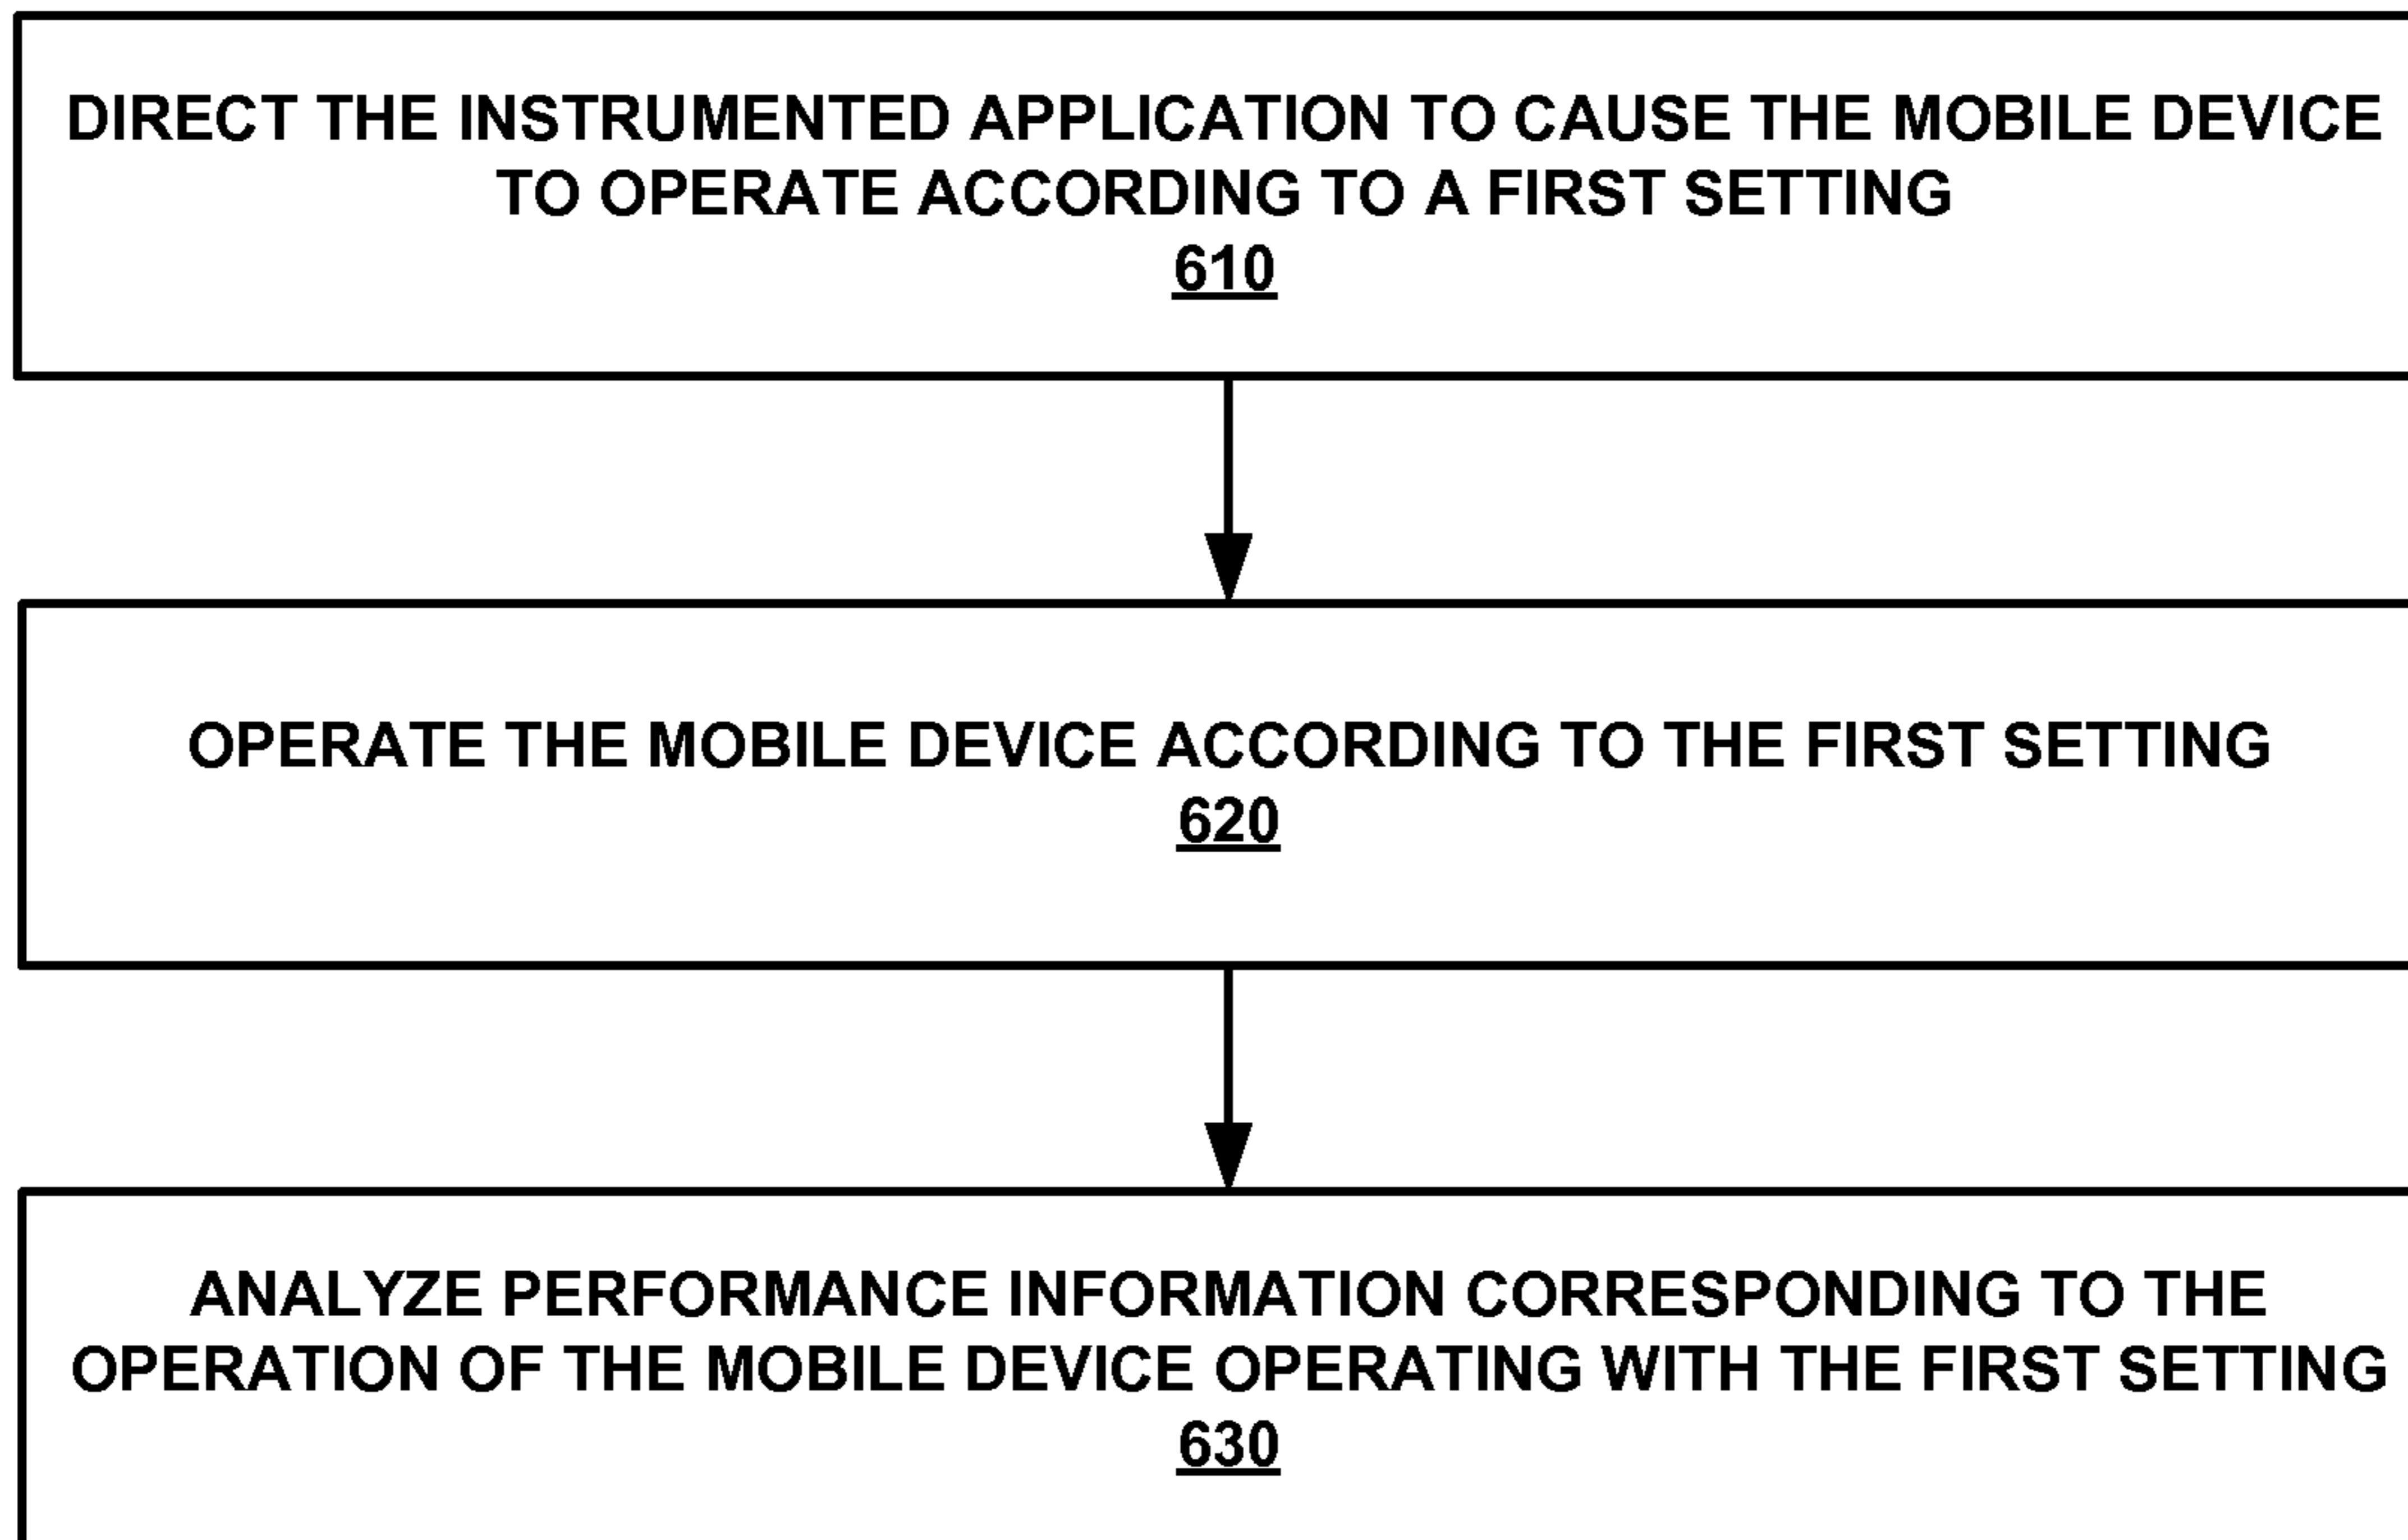 DIRECT THE INSTRUMENTED APPLICATION TO CAUSE THE MOBILE DEVICE
TO OPERATE ACCORDING TO A FIRST SETTING
610
OPERATE THE MOBILE DEVICE ACCORDING TO THE FIRST SETTING
620
ANALYZE PERFORMANCE INFORMATION CORRESPONDING TO THE
OPERATION OF THE MOBILE DEVICE OPERATING WITH THE FIRST SETTING
630